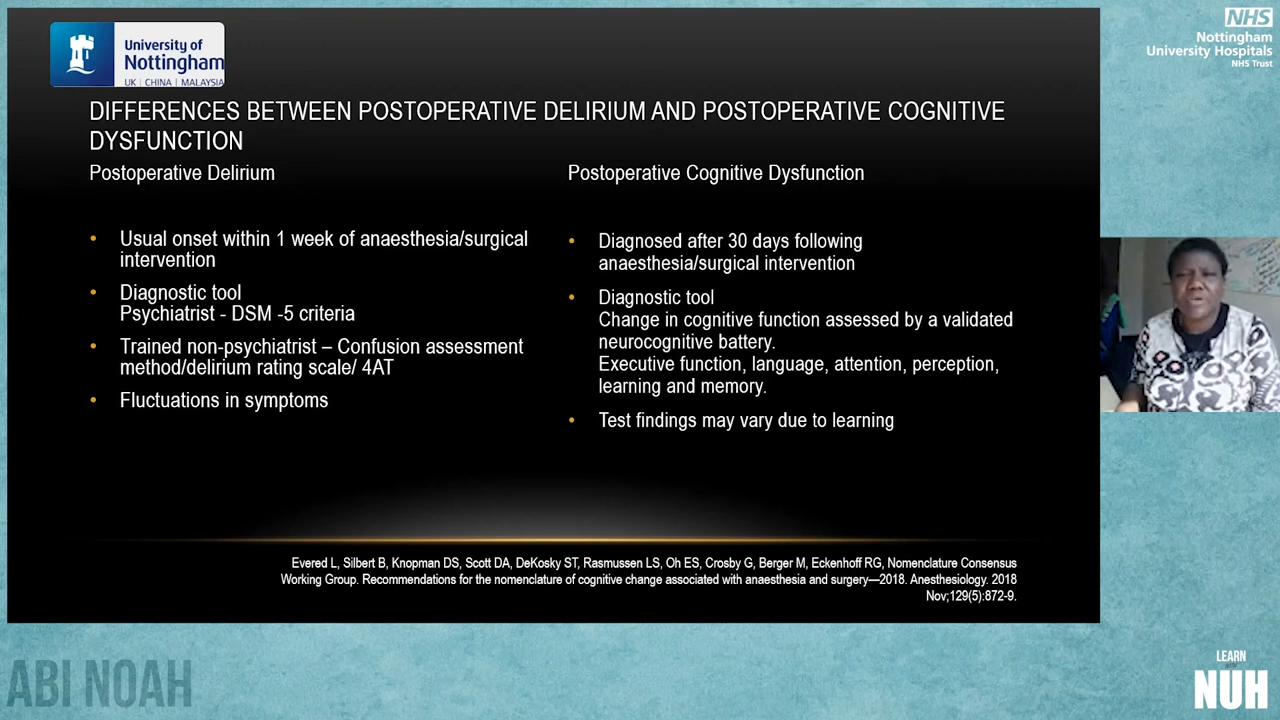 University of
Nottingham
UK | CHINA | MALAYSIA
NHS
Nottingham
University Hospitals
NHS Trust
DIFFERENCES BETWEEN POSTOPERATIVE DELIRIUM AND POSTOPERATIVE COGNITIVE
DYSFUNCTION
Postoperative Delirium
• Usual onset within 1 week of anaesthesia/surgical
intervention
• Diagnostic tool
Psychiatrist - DSM -5 criteria
• Trained non-psychiatrist – Confusion assessment
method/delirium rating scale/ 4AT
• Fluctuations in symptoms
Postoperative Cognitive Dysfunction
• Diagnosed after 30 days following
anaesthesia/surgical intervention
• Diagnostic tool
Change in cognitive function assessed by a validated
neurocognitive battery.
Executive function, language, attention, perception,
learning and memory.
• Test findings may vary due to learning
Evered L, Silbert B, Knopman DS, Scott DA, DeKosky ST, Rasmussen LS, Oh ES, Crosby G, Berger M, Eckenhoff RG, Nomenclature Consensus
Working Group. Recommendations for the nomenclature of cognitive change associated with anaesthesia and surgery—2018. Anesthesiology. 2018
Nov;129(5):872-9.
ABI NOAH
LEARN
NUH